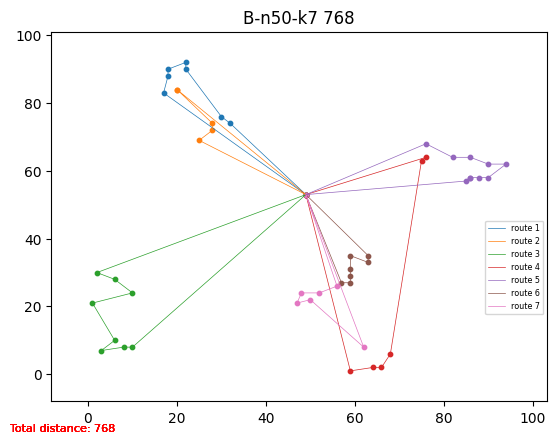 B-n50-k7 768
100
80
60
40
20
0
route 1
route 2
route 3
route 4
route 5
route 6
route 7
0 20 40 60 80 100
Total distance: 768